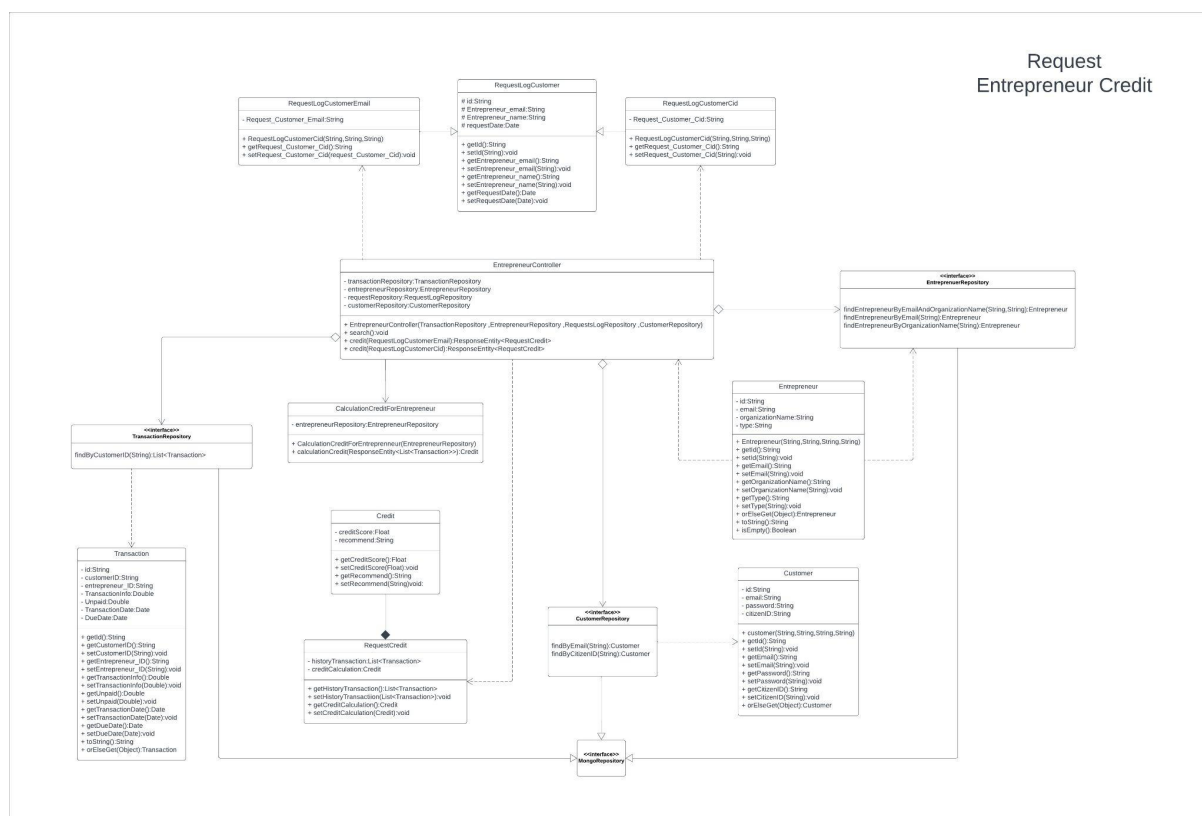 Request
Entrepreneur Credit
RequestLogCustomer
# id:String
# Entrepreneur_email:String
# Entrepreneur_name:String
# requestDate:Date
+ getId():String
+ setId(String):void
+ getEntrepreneur_email():String
+ setEntrepreneur_email(String):void
+ getEntrepreneur_name():String
+ setEntrepreneur_name(String):void
+ getRequestDate():Date
+ setRequestDate(Date):void
RequestLogCustomerEmail
- Request_Customer_Email:String
+ RequestLogCustomerCid(String,String,String)
+ getRequest_Customer_Cid():String
+ setRequest_Customer_Cid(request_Customer_Cid):void
RequestLogCustomerCid
- Request_Customer_Cid:String
+ RequestLogCustomerCid(String,String,String)
+ getRequest_Customer_Cid():String
+ setRequest_Customer_Cid(String):void
EntrepreneurController
- transactionRepository:TransactionRepository
- entrepreneurRepository:EntrepreneurRepository
- requestRepository:RequestLogRepository
- customerRepository:CustomerRepository
+ EntrepreneurController(TransactionRepository ,EntrepreneurRepository ,RequestsLogRepository ,CustomerRepository)
+ search():void
+ credit(RequestLogCustomerEmail):ResponseEntity<RequestCredit>
+ credit(RequestLogCustomerCid):ResponseEntity<RequestCredit>
<<interface>>
EntreprenuerRepository
findEntrepreneurByEmailAndOrganizationName(String,String):Entrepreneur
findEntrepreneurByEmail(String):Entrepreneur
findEntrepreneurByOrganizationName(String):Entrepreneur
Entrepreneur
- id:String
- email:String
- organizationName:String
- type:String
+ Entrepreneur(String,String,String,String)
+ getId():String
+ setId(String):void
+ getEmail():String
+ setEmail(String):void
+ getOrganizationName():String
+ setOrganizationName(String):void
+ getType():String
+ setType(String):void
+ orElseGet(Object):Entrepreneur
+ toString():String
+ isEmpty():Boolean
CalculationCreditForEntrepreneur
- entrepreneurRepository:EntrepreneurRepository
+ CalculationCreditForEntreprenneur(EntrepreneurRepository)
+ calculationCredit(ResponseEntity<List<Transaction>>):Credit
<<interface>>
TransactionRepository
findByCustomerID(String):List<Transaction>
Credit
- creditScore:Float
- recommend:String
+ getCreditScore():Float
+ setCreditScore(Float):void
+ getRecommend():String
+ setRecommend(String)void:
Transaction
- id:String
- customerID:String
- entrepreneur_ID:String
- TransactionInfo:Double
- Unpaid:Double
- TransactionDate:Date
- DueDate:Date
+ getId():String
+ getCustomerID():String
+ setCustomerID(String):void
+ getEntrepreneur_ID():String
+ setEntrepreneur_ID(String):void
+ getTransactionInfo():Double
+ setTransactionInfo(Double):void
+ getUnpaid():Double
+ setUnpaid(Double):void
+ getTransactionDate():Date
+ setTransactionDate(Date):void
+ getDueDate():Date
+ setDueDate(Date):void
+ toString():String
+ orElseGet(Object):Transaction
RequestCredit
- historyTransaction:List<Transaction>
- creditCalculation:Credit
+ getHistoryTransaction():List<Transaction>
+ setHistoryTransaction(List<Transaction>):void
+ getCreditCalculation():Credit
+ setCreditCalculation(Credit):void
<<interface>>
CustomerRepository
findByEmail(String):Customer
findByCitizenID(String):Customer
Customer
- id:String
- email:String
- password:String
- citizenID:String
+ customer(String,String,String,String)
+ getId():String
+ setId(String):void
+ getEmail():String
+ setEmail(String):void
+ getPassword():String
+ setPassword(String):void
+ getCitizenID():String
+ setCitizenID(String):void
+ orElseGet(Object):Customer
<<interface>>
MongoRepository